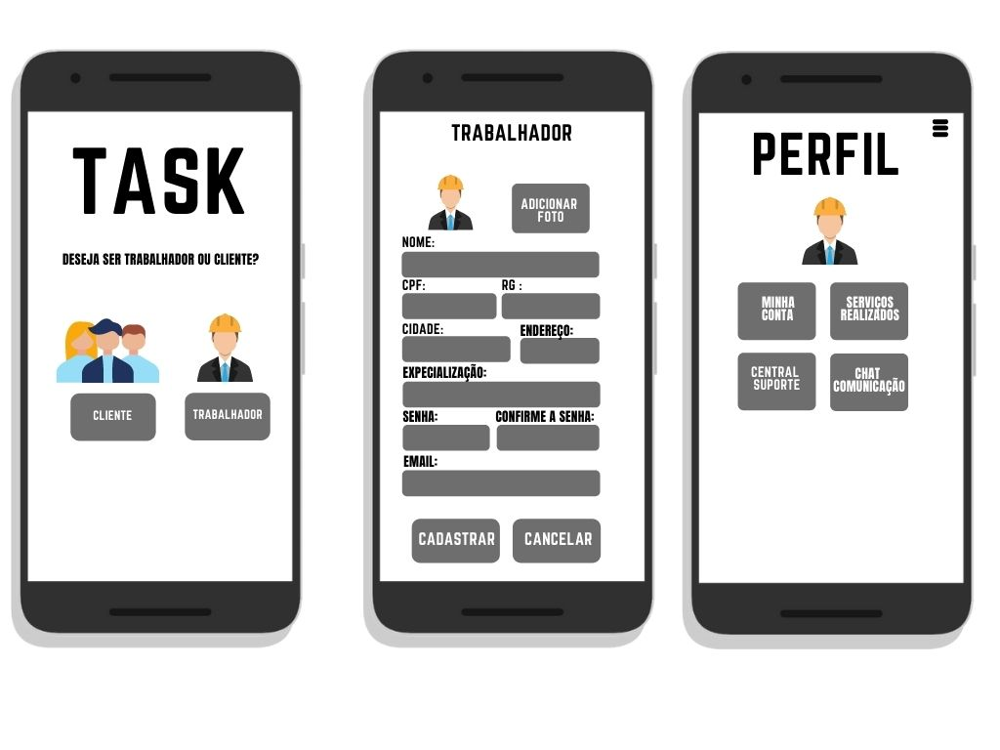 TASK
DESEJA SER TRABALHADOR OU CLIENTE?
CLIENTE
TRABALHADOR
TRABALHADOR
ADICIONAR
FOTO
NOME:
CPF:
RG :
CIDADE:
ENDEREÇO:
EXPECIALIZAÇÃO:
SENHA:
CONFIRME A SENHA:
EMAIL:
CADASTRAR
CANCELAR
PERFIL
MINHA
CONTA
SERVIÇOS
REALIZADOS
CENTRAL
SUPORTE
CHAT
COMUNICAÇÃO